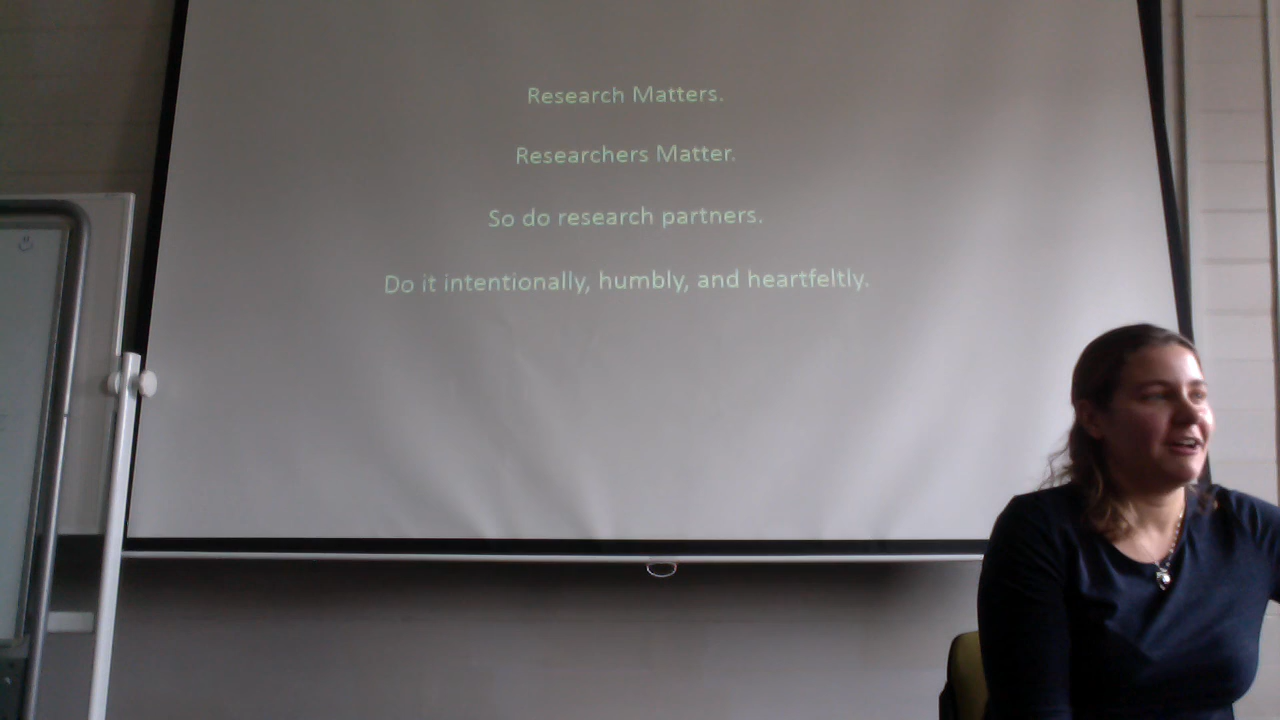 Research Matters.
Researchers Matter.
So do research partners.
Do it intentionally, humbly, and heartfeltly.